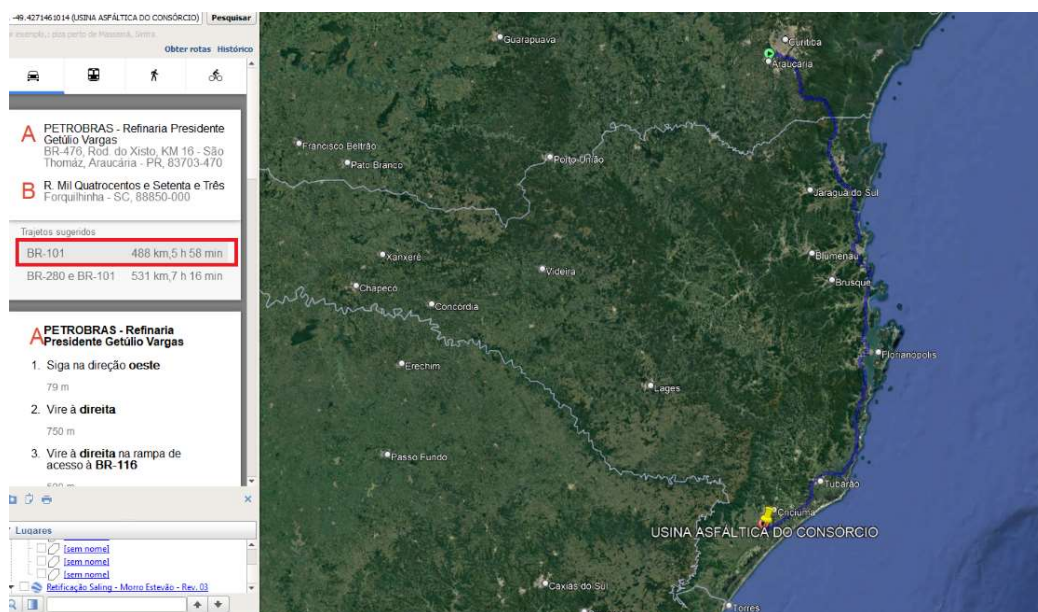 -49.4271461014 (USINA ASFÁLTICA DO CONSÓRCIO)
Pesquisar
Obter rotas Histórico
A PETROBRAS - Refinaria Presidente
Getúlio Vargas
BR-476, Rod. do Xisto, KM 16 - São
Thomáz, Araucária - PR, 83703-470
B R. Mil Quatrocentos e Setenta e Três
Forquilhinha - SC, 88850-000
Trajetos sugeridos
BR-101 488 km,5 h 58 min
BR-280 e BR-101 531 km,7 h 16 min
A PETROBRAS - Refinaria
Presidente Getúlio Vargas
1. Siga na direção oeste
79 m
2. Vire à direita
750 m
3. Vire à direita na rampa de
acesso à BR-116
Lugares
[sem nome]
[sem nome]
[sem nome]
Retificação Saling - Morro Estevão - Rev. 03
Guarapuava
Curitiba
Araucária
Francisco Beltrão
Pato Branco
Porto União
Jaraguá do Sul
Xanxerê
Videira
Blumenau
Brusque
Chapecó
Concórdia
Florianópolis
Erechim
Lages
Passo Fundo
Tubarão
Criciúma
USINA ASFÁLTICA DO CONSÓRCIO
Caxias do Sul
Torres